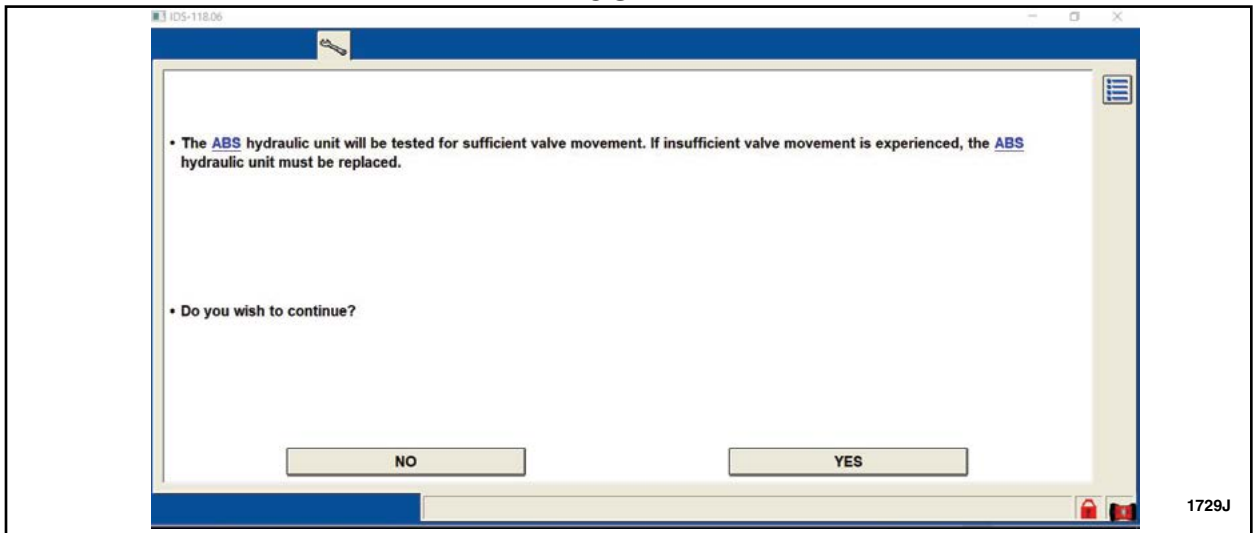 IDS-118.06
• The ABS hydraulic unit will be tested for sufficient valve movement. If insufficient valve movement is experienced, the ABS
hydraulic unit must be replaced.
• Do you wish to continue?
NO YES
1729J